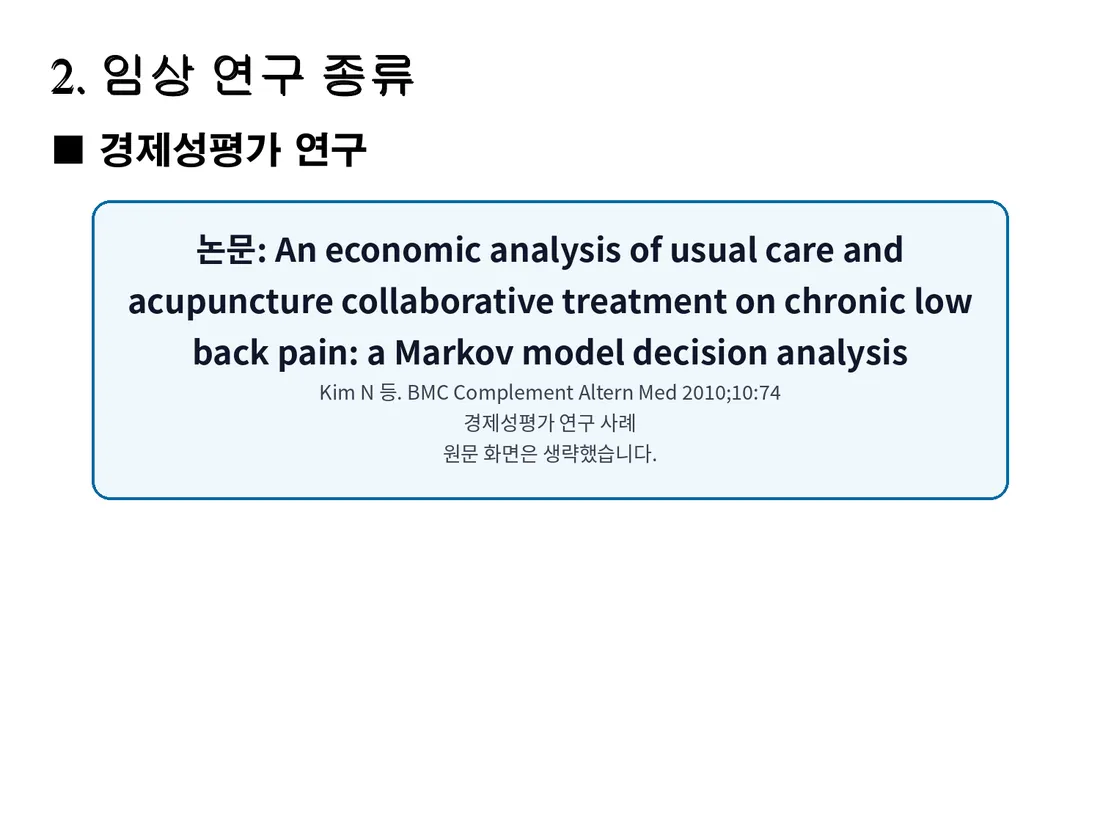 2. 임상 연구 종류
■ 경제성평가 연구
논문: An economic analysis of usual care and
acupuncture collaborative treatment on chronic low
back pain: a Markov model decision analysis
Kim N 등. BMC Complement Altern Med 2010;10:74
경제성평가 연구 사례
원문 화면은 생략했습니다.